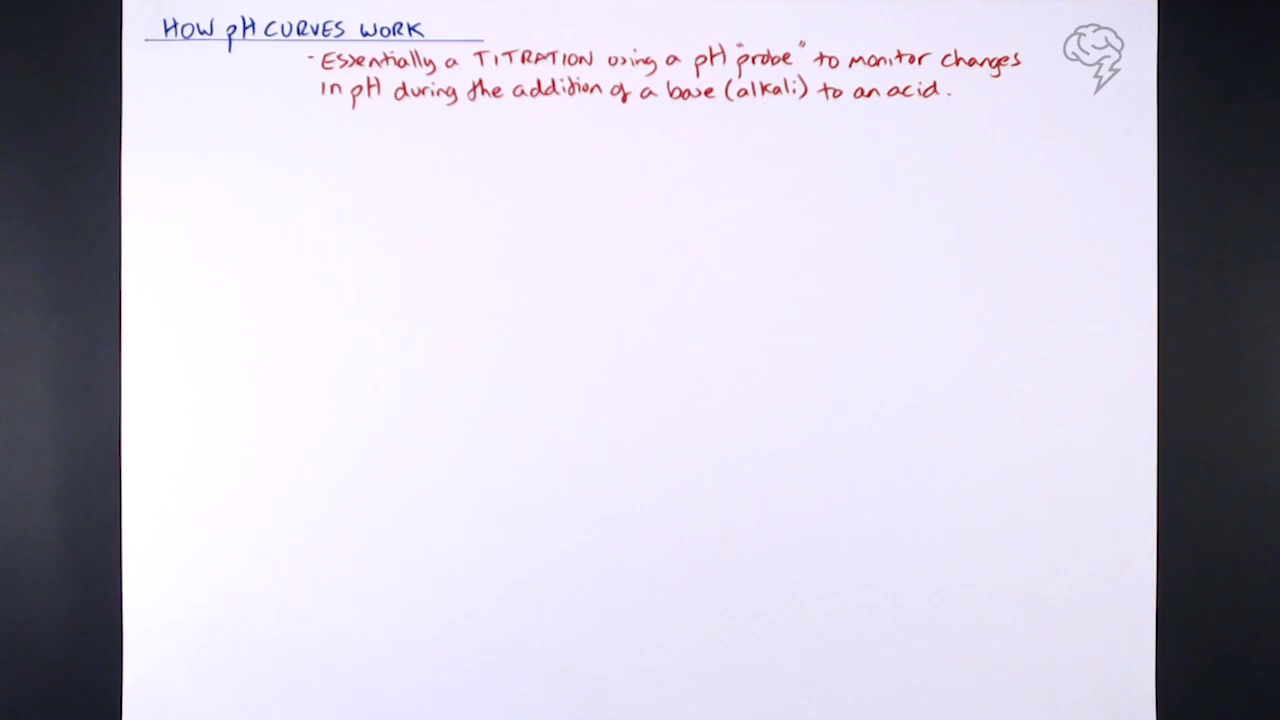 HOW pH CURVES WORK
- Essentially a TITRATION using a pH "probe" to monitor changes
in pH during the addition of a base (alkali) to an acid.